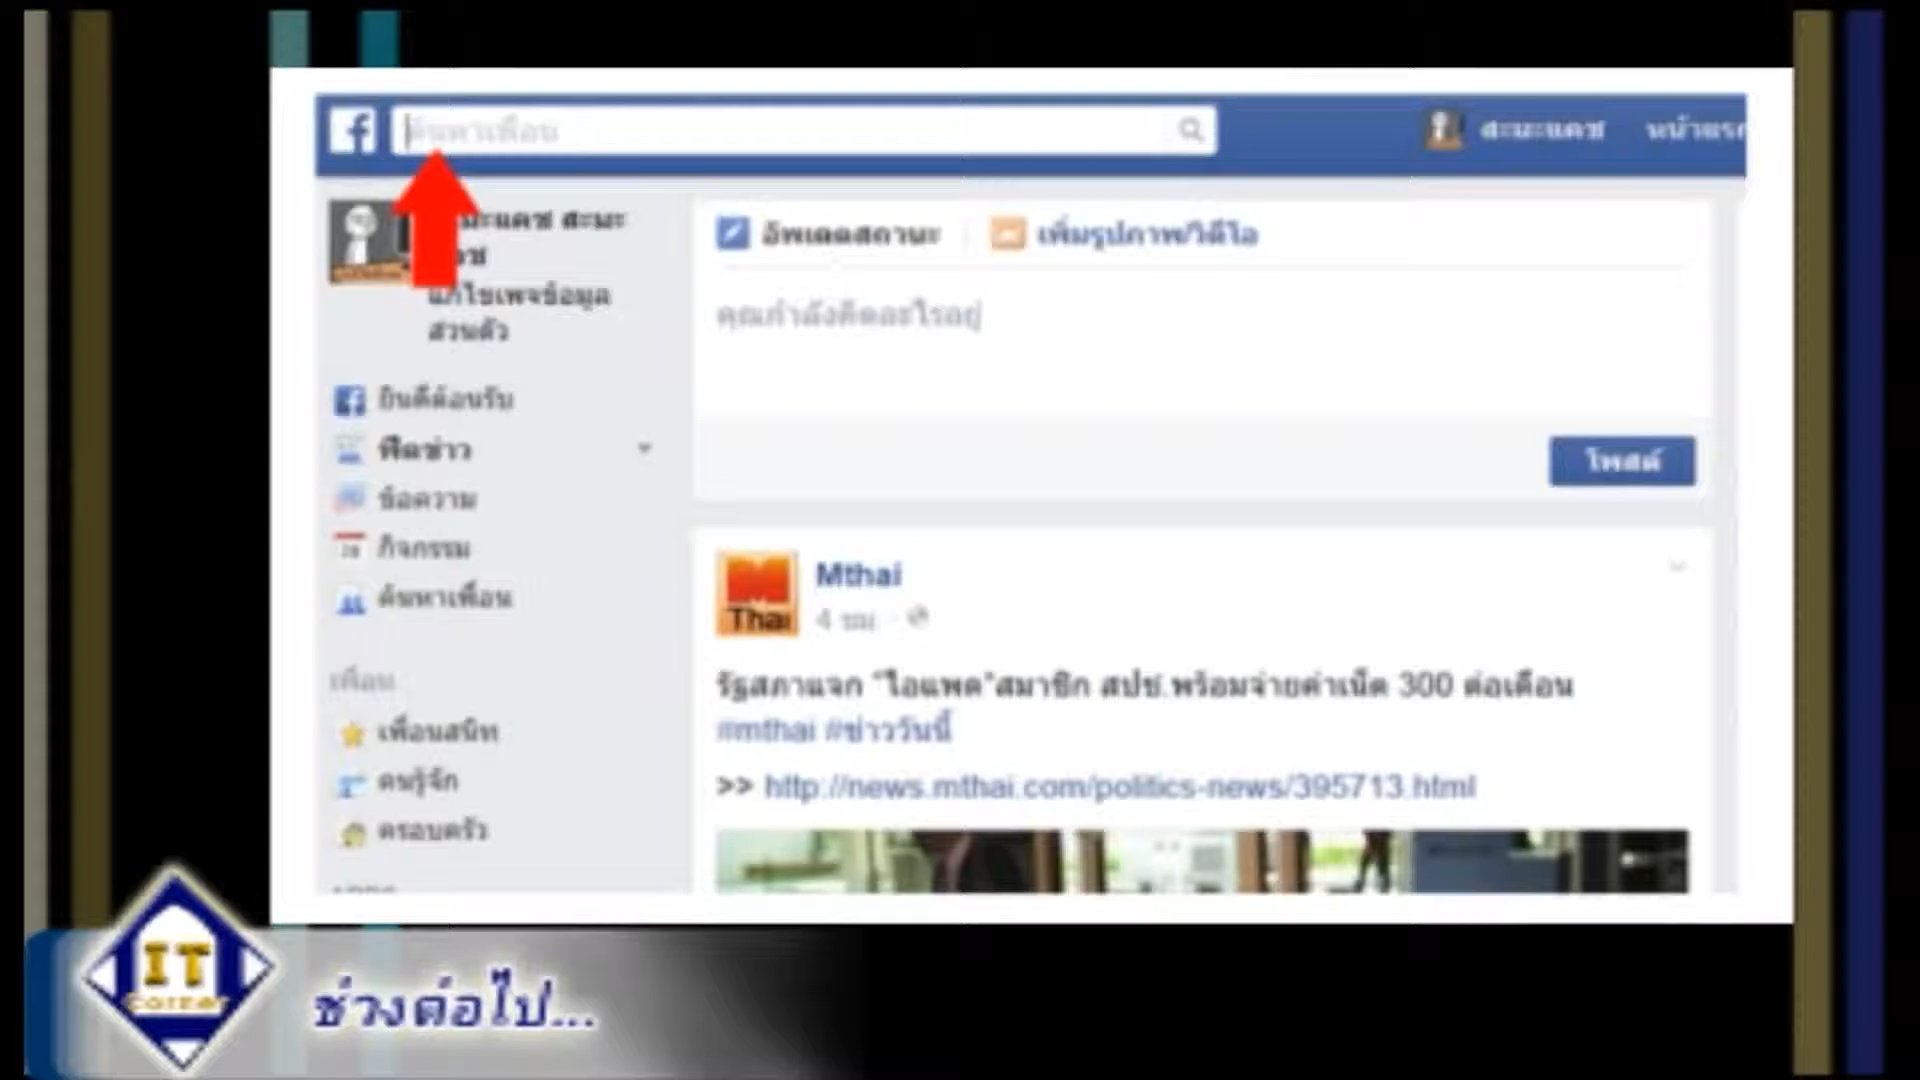 ค้นหาเพื่อน
สะมะแคช หน้าแรก
มะแคช สะมะ
แคช
แก้ไขเพจข้อมูล
ส่วนตัว
ยินดีต้อนรับ
ฟีดข่าว
ข้อความ
กิจกรรม
ค้นหาเพื่อน
เพื่อน
เพื่อนสนิท
คนรู้จัก
ครอบครัว
อัพเดตสถานะ เพิ่มรูปภาพ/วิดีโอ
คุณกำลังคิดอะไรอยู่
โพสต์
Thai
Mthai
4 ชม
รัฐสภาแจก "ไอแพด"สมาชิก สปช.พร้อมจ่ายค่าเน็ต 300 ต่อเดือน
#mthai #ข่าววันนี้
>> http://news.mthai.com/politics-news/395713.html
IT
Corner
ช่วงต่อไป...